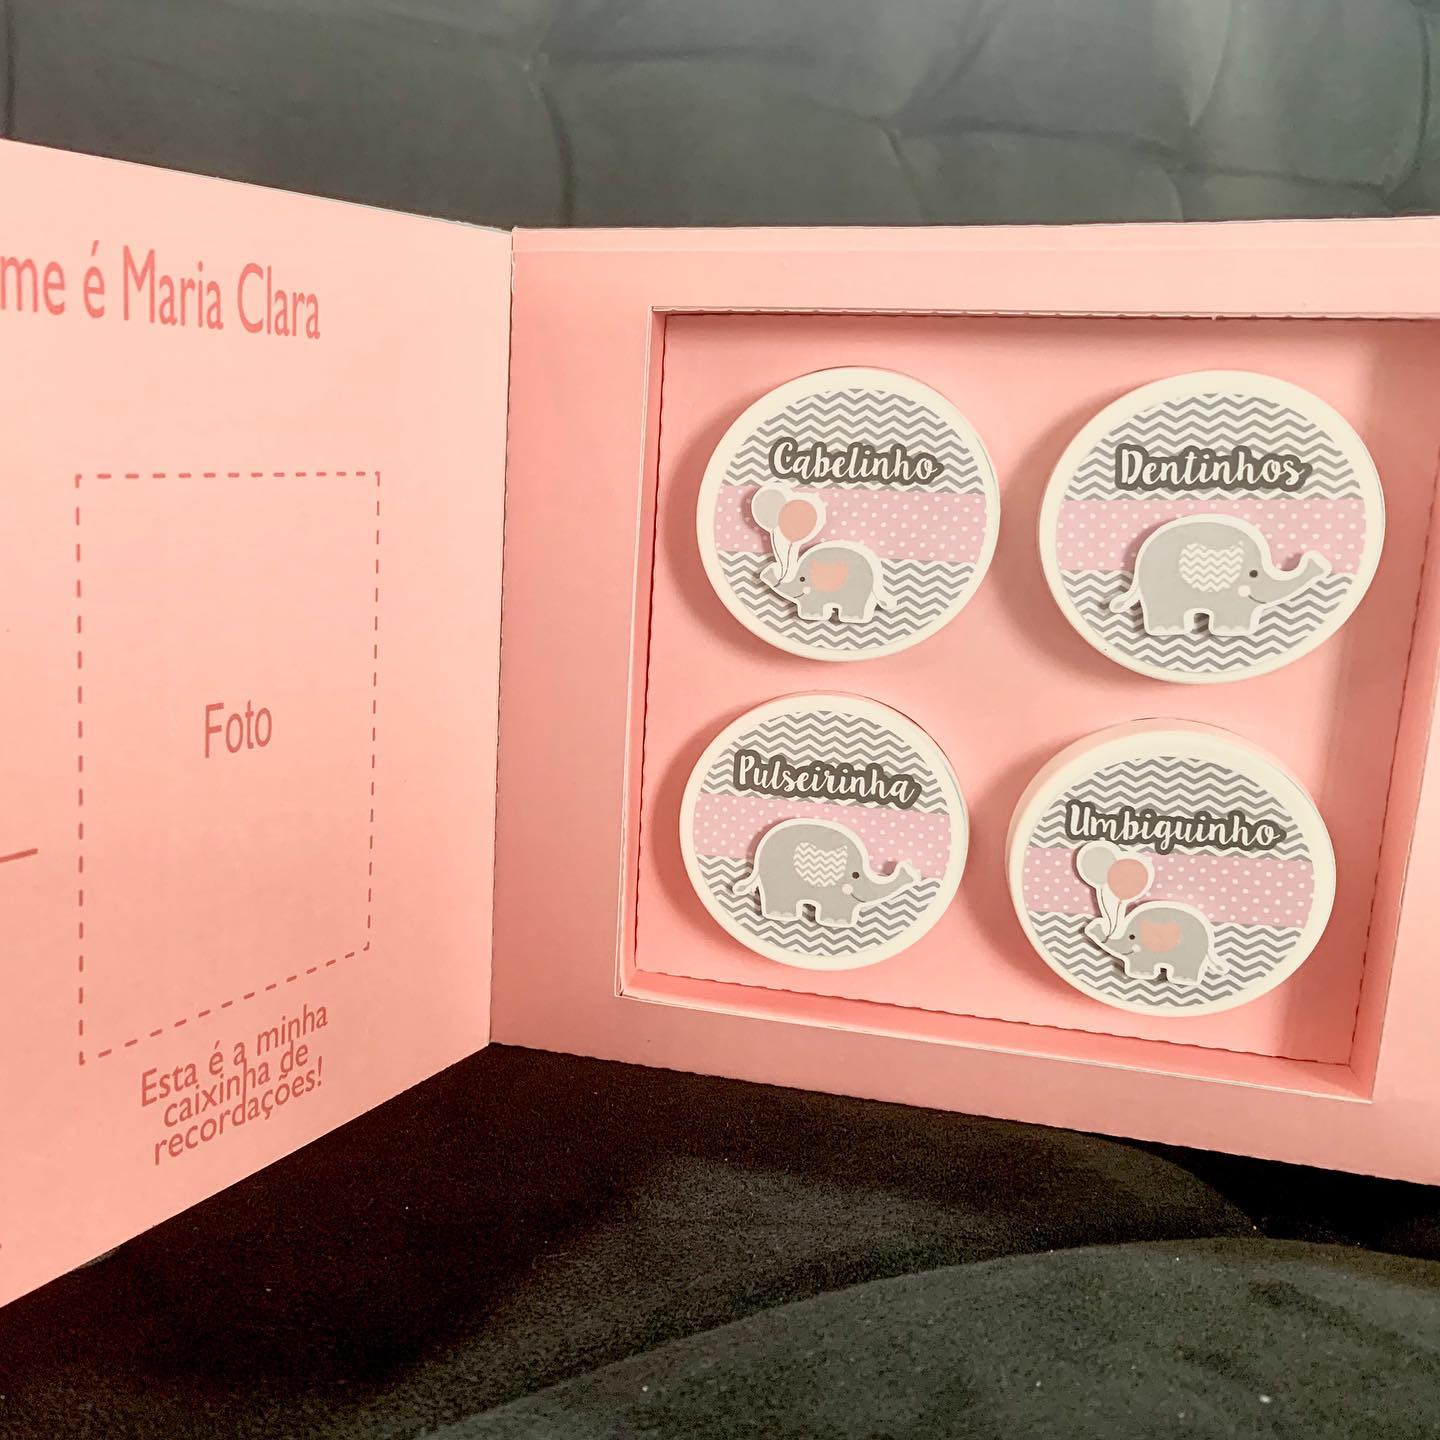 me é Maria Clara
Foto
Esta é a minha
caixinha de
recordações!
Cabelinho
Dentinhos
Pulseirinha
Umbiguinho